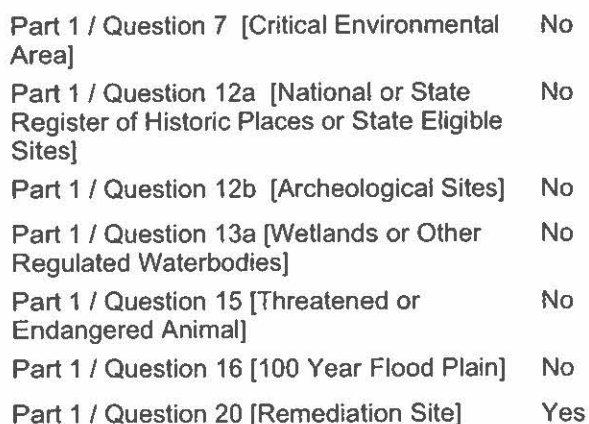 Part 1 / Question 7 [Critical Environmental Area] No
Part 1 / Question 12a [National or State Register of Historic Places or State Eligible Sites] No
Part 1 / Question 12b [Archeological Sites] No
Part 1 / Question 13a [Wetlands or Other Regulated Waterbodies] No
Part 1 / Question 15 [Threatened or Endangered Animal] No
Part 1 / Question 16 [100 Year Flood Plain] No
Part 1 / Question 20 [Remediation Site] Yes